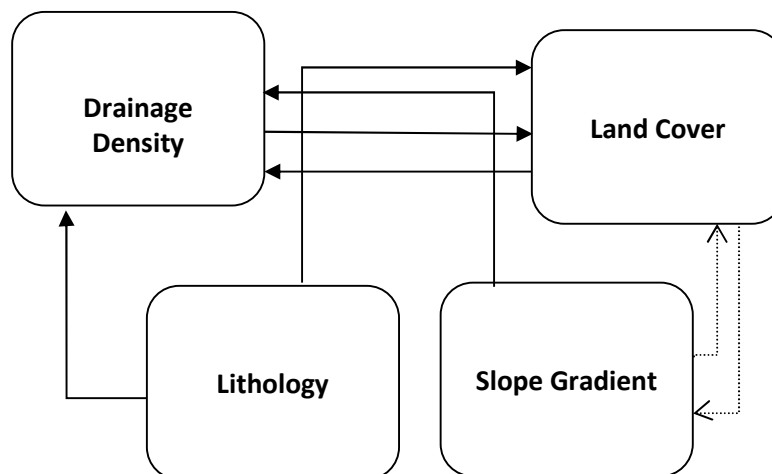 Drainage
Density
Land Cover
Lithology
Slope Gradient